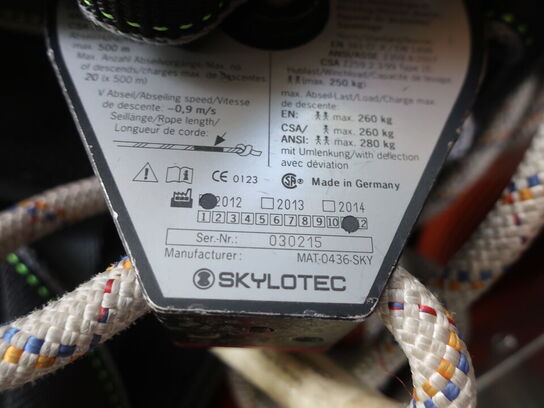 max. 500 m
Max. Anzahl Abseilvorgänge/Max. no
of descends/charges max. de descentes
20 (x 500 m)
V Abseil/Abseiling speed/Vitesse
de descente: ~0,9 m/s
Seillänge/Rope length/
Longueur de corde:
(max. 250 kg)
max. Abseil-Last/Load/Charge max
de descente:
EN: max. 260 kg
CSA/ max. 260 kg
ANSI: max. 280 kg
mit Umlenkung/with deflection
avec déviation
CE 0123 Made in Germany
2012 2013 2014
1 2 3 4 5 6 7 8 9 10 12
Ser-Nr.: 030215
Manufacturer: MAT-0436-SKY
SKYLOTEC